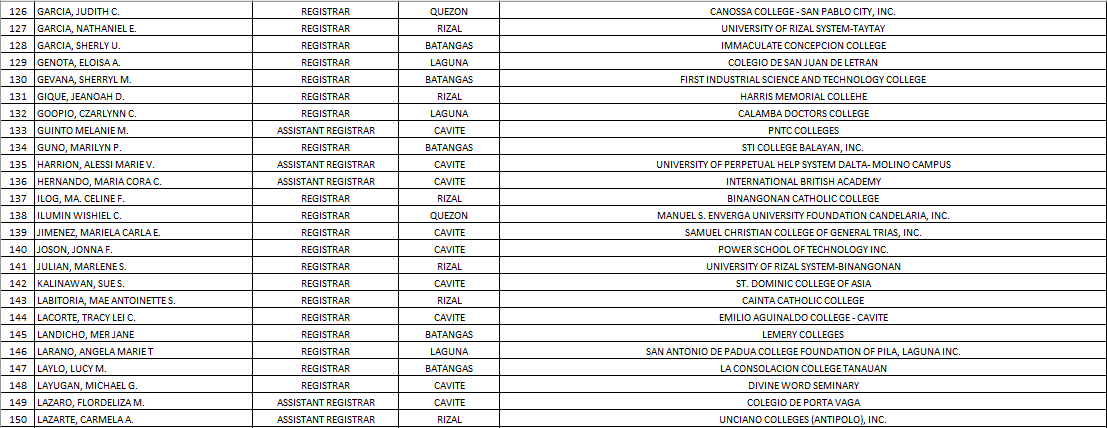 126 GARCIA, JUDITH C. REGISTRAR QUEZON CANOSSA COLLEGE - SAN PABLO CITY, INC.
127 GARCIA, NATHANIEL E. REGISTRAR RIZAL UNIVERSITY OF RIZAL SYSTEM-TAYTAY
128 GARCIA, SHERLY U. REGISTRAR BATANGAS IMMACULATE CONCEPCION COLLEGE
129 GENOTA, ELOISA A. REGISTRAR LAGUNA COLEGIO DE SAN JUAN DE LETRAN
130 GEVANA, SHERRYL M. REGISTRAR BATANGAS FIRST INDUSTRIAL SCIENCE AND TECHNOLOGY COLLEGE
131 GIQUE, JEANOAH D. REGISTRAR RIZAL HARRIS MEMORIAL COLLEHE
132 GOOPIO, CZARLYNN C. REGISTRAR LAGUNA CALAMBA DOCTORS COLLEGE
133 GUINTO MELANIE M. ASSISTANT REGISTRAR CAVITE PNTC COLLEGES
134 GUNO, MARILYN P. REGISTRAR BATANGAS STI COLLEGE BALAYAN, INC.
135 HARRION, ALESSI MARIE V. ASSISTANT REGISTRAR CAVITE UNIVERSITY OF PERPETUAL HELP SYSTEM DALTA- MOLINO CAMPUS
136 HERNANDO, MARIA CORA C. ASSISTANT REGISTRAR CAVITE INTERNATIONAL BRITISH ACADEMY
137 ILOG, MA. CELINE F. REGISTRAR RIZAL BINANGONAN CATHOLIC COLLEGE
138 ILUMIN WISHIEL C. REGISTRAR QUEZON MANUEL S. ENVERGA UNIVERSITY FOUNDATION CANDELARIA, INC.
139 JIMENEZ, MARIELA CARLA E. REGISTRAR CAVITE SAMUEL CHRISTIAN COLLEGE OF GENERAL TRIAS, INC.
140 JOSON, JONNA F. REGISTRAR CAVITE POWER SCHOOL OF TECHNOLOGY INC.
141 JULIAN, MARLENE S. REGISTRAR RIZAL UNIVERSITY OF RIZAL SYSTEM-BINANGONAN
142 KALINAWAN, SUE S. REGISTRAR CAVITE ST. DOMINIC COLLEGE OF ASIA
143 LABITORIA, MAE ANTOINETTE S. REGISTRAR RIZAL CAINTA CATHOLIC COLLEGE
144 LACORTE, TRACY LEI C. REGISTRAR CAVITE EMILIO AGUINALDO COLLEGE - CAVITE
145 LANDICHO, MER JANE REGISTRAR BATANGAS LEMERY COLLEGES
146 LARANO, ANGELA MARIE T REGISTRAR LAGUNA SAN ANTONIO DE PADUA COLLEGE FOUNDATION OF PILA, LAGUNA INC.
147 LAYLO, LUCY M. REGISTRAR BATANGAS LA CONSOLACION COLLEGE TANAUAN
148 LAYUGAN, MICHAEL G. REGISTRAR CAVITE DIVINE WORD SEMINARY
149 LAZARO, FLORDELIZA M. ASSISTANT REGISTRAR CAVITE COLEGIO DE PORTA VAGA
150 LAZARTE, CARMELA A. ASSISTANT REGISTRAR RIZAL UNCIANO COLLEGES (ANTIPOLO), INC.